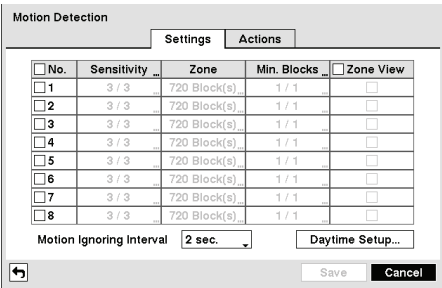 Motion Detection
Settings Actions
No. Sensitivity ... Zone Min. Blocks ... Zone View
1 3 / 3 ... 720 Block(s)... 1 / 1 ...
2 3 / 3 ... 720 Block(s)... 1 / 1 ...
3 3 / 3 ... 720 Block(s)... 1 / 1 ...
4 3 / 3 ... 720 Block(s)... 1 / 1 ...
5 3 / 3 ... 720 Block(s)... 1 / 1 ...
6 3 / 3 ... 720 Block(s)... 1 / 1 ...
7 3 / 3 ... 720 Block(s)... 1 / 1 ...
8 3 / 3 ... 720 Block(s)... 1 / 1 ...
Motion Ignoring Interval 2 sec. Daytime Setup...
Save Cancel